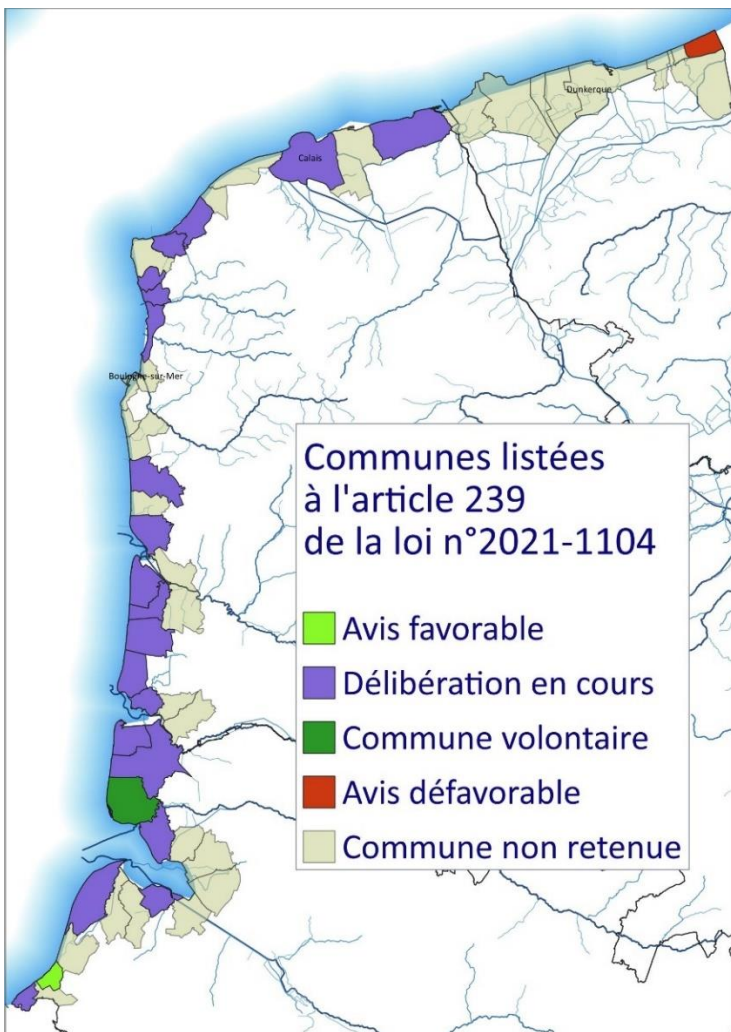 Dunkerque
Calais
Boulogne-sur-Mer
Communes listées
à l'article 239
de la loi n°2021-1104
Avis favorable
Délibération en cours
Commune volontaire
Avis défavorable
Commune non retenue